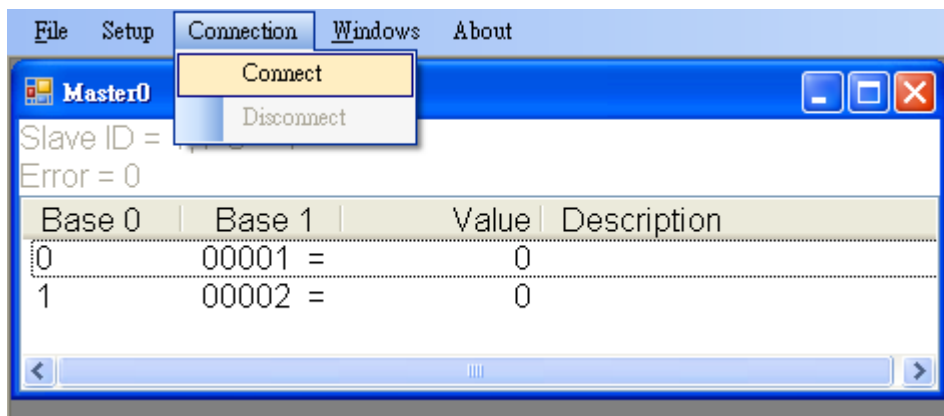 File Setup Connection Windows About
Connect
Master0
Disconnect
Slave ID =
Error = 0
Base 0 Base 1 Value Description
0 00001 = 0
1 00002 = 0